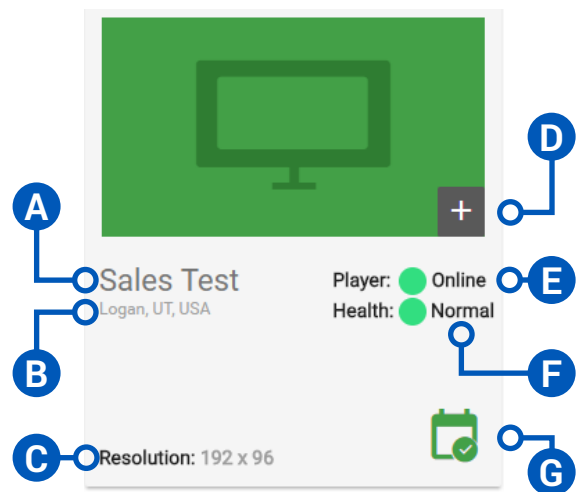 D
+
A
Sales Test
Player: Online
E
Logan, UT, USA
Health: Normal
B
F
C
Resolution: 192 x 96
G